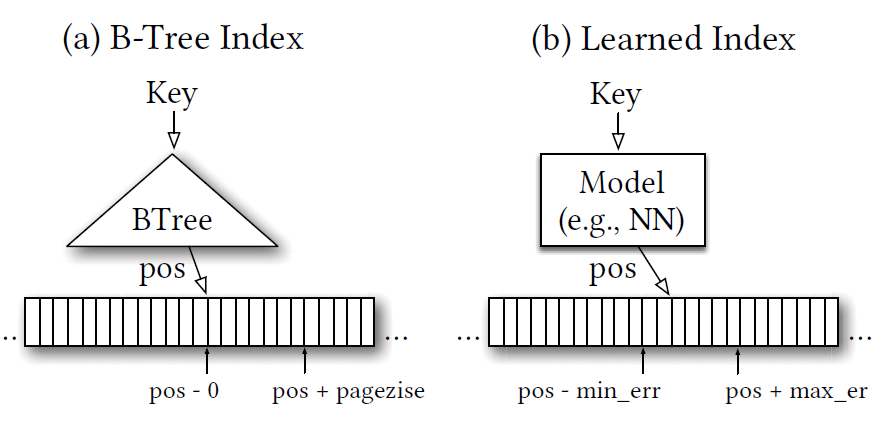 (a) B-Tree Index
Key
BTree
pos
..
...
pos - 0
pos + pagezise
(b) Learned Index
Key
Model
(e.g., NN)
pos
...
...
pos - min_err
pos + max_er